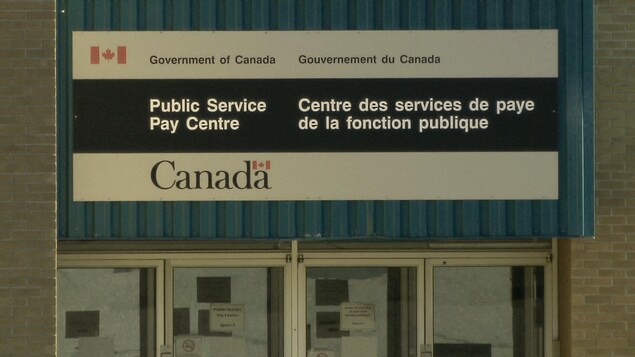 Government of Canada
Gouvernement du Canada
Public Service
Pay Centre
Centre des services de paye
de la fonction publique
Canada